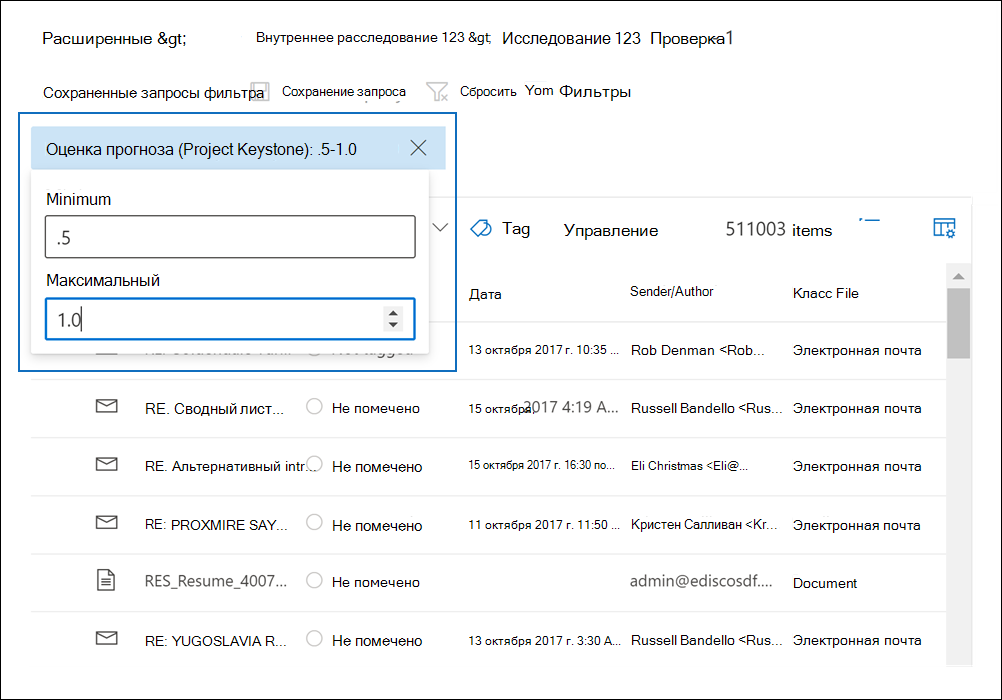 Расширенные &gt; Внутреннее расследование 123 &gt; Исследование 123 Проверка1
Сохраненные запросы фильтра Сохранение запроса Сбросить Yom Фильтры
Оценка прогноза (Project Keystone): .5-1.0
Minimum
.5
Максимальный
1.0
Tag Управление 511003 items
Дата Sender/Author Класс File
13 октября 2017 г. 10:35 ... Rob Denman <Rob... Электронная почта
RE. Сводный лист... Не помечено 15 октября. 2017 4:19 A... Russell Bandello <Rus... Электронная почта
RE. Альтернативный intr... Не помечено 15 октября 2017 г. 16:30 по... Eli Christmas <Eli@... Электронная почта
RE: PROXMIRE SAY... Не помечено 11 октября 2017 г. 11:50 ... Кристен Салливан <Kr... Электронная почта
RES_Resume_4007... Не помечено admin@ediscosdf.... Document
RE: YUGOSLAVIA R... Не помечено 13 октября 2017 г. 3:30 A... Russell Bandello <Rus... Электронная почта